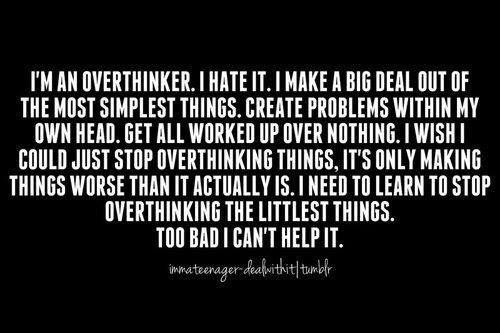 I'M AN OVERTHINKER. I HATE IT. I MAKE A BIG DEAL OUT OF
THE MOST SIMPLEST THINGS. CREATE PROBLEMS WITHIN MY
OWN HEAD. GET ALL WORKED UP OVER NOTHING. I WISH I
COULD JUST STOP OVERTHINKING THINGS, IT'S ONLY MAKING
THINGS WORSE THAN IT ACTUALLY IS. I NEED TO LEARN TO STOP
OVERTHINKING THE LITTLEST THINGS.
TOO BAD I CAN'T HELP IT.
immateenager-dealwithit|tumblr